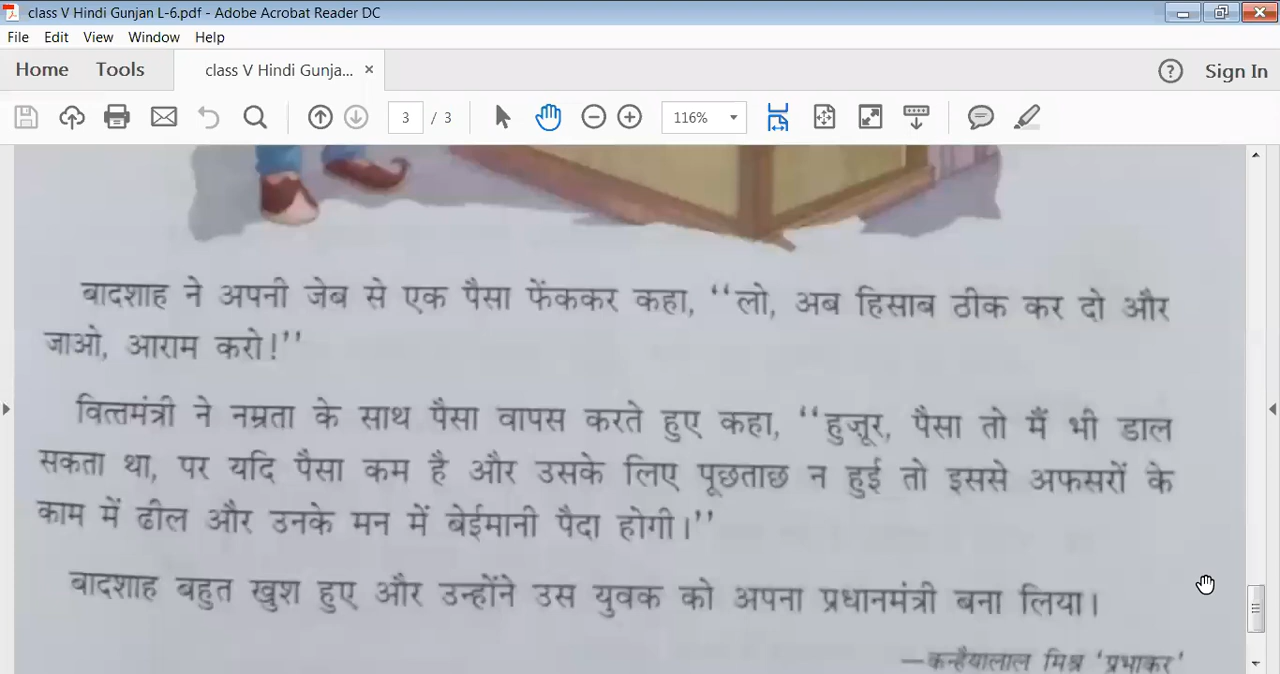 class V Hindi Gunjan L-6.pdf - Adobe Acrobat Reader DC
File Edit View Window Help
Home Tools class V Hindi Gunja... × ? Sign In
3 / 3 116%
बादशाह ने अपनी जेब से एक पैसा फेंककर कहा, ‘‘लो, अब हिसाब ठीक कर दो और
जाओ, आराम करो!’’
वित्तमंत्री ने नम्रता के साथ पैसा वापस करते हुए कहा, ‘‘हुज़ूर, पैसा तो मैं भी डाल
सकता था, पर यदि पैसा कम है और उसके लिए पूछताछ न हुई तो इससे अफसरों के
काम में ढील और उनके मन में बेईमानी पैदा होगी।’’
बादशाह बहुत खुश हुए और उन्होंने उस युवक को अपना प्रधानमंत्री बना लिया।
—कन्हैयालाल मिश्र ‘प्रभाकर’